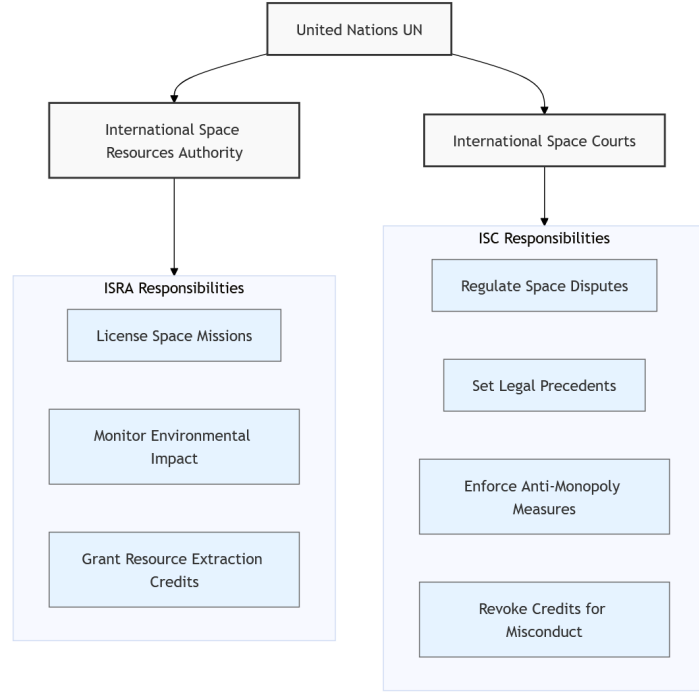 United Nations UN
International Space
Resources Authority
International Space Courts
ISRA Responsibilities
License Space Missions
Monitor Environmental
Impact
Grant Resource Extraction
Credits
ISC Responsibilities
Regulate Space Disputes
Set Legal Precedents
Enforce Anti-Monopoly
Measures
Revoke Credits for
Misconduct